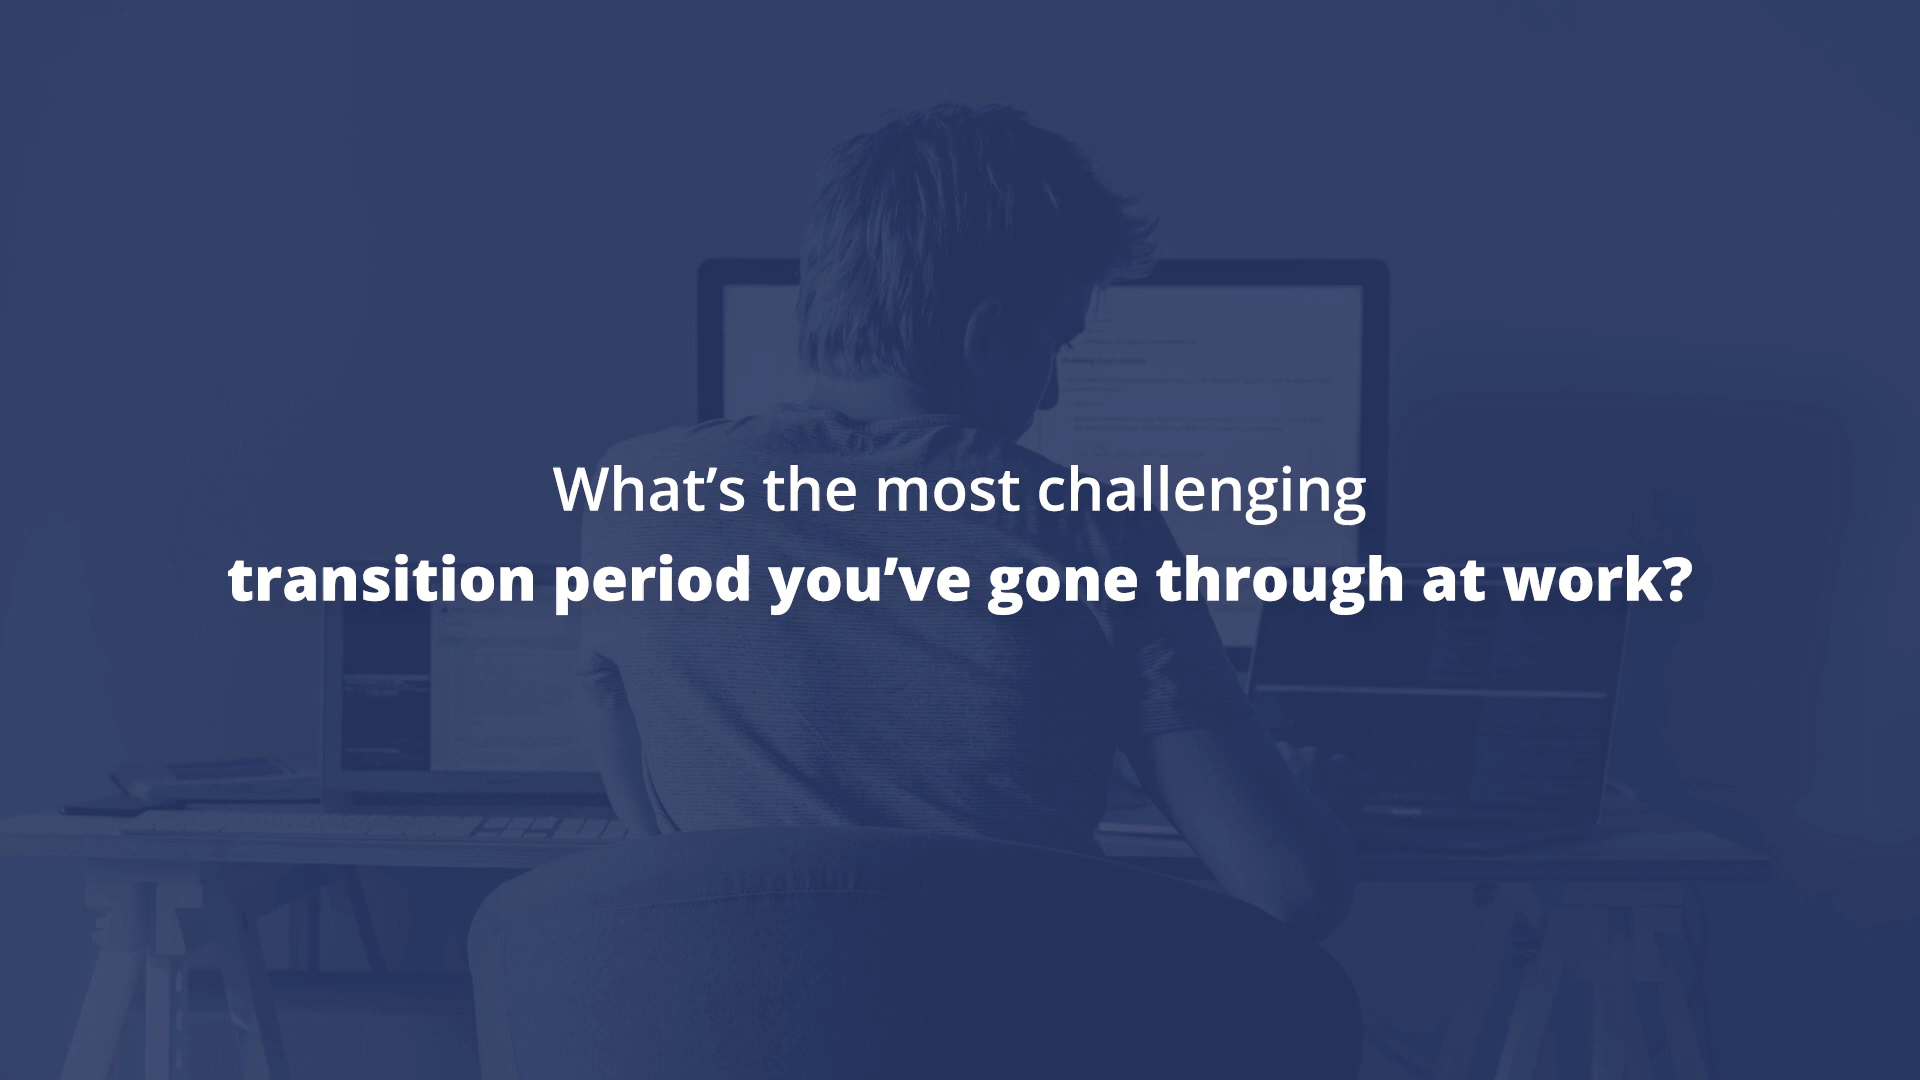 What’s the most challenging
transition period you’ve gone through at work?